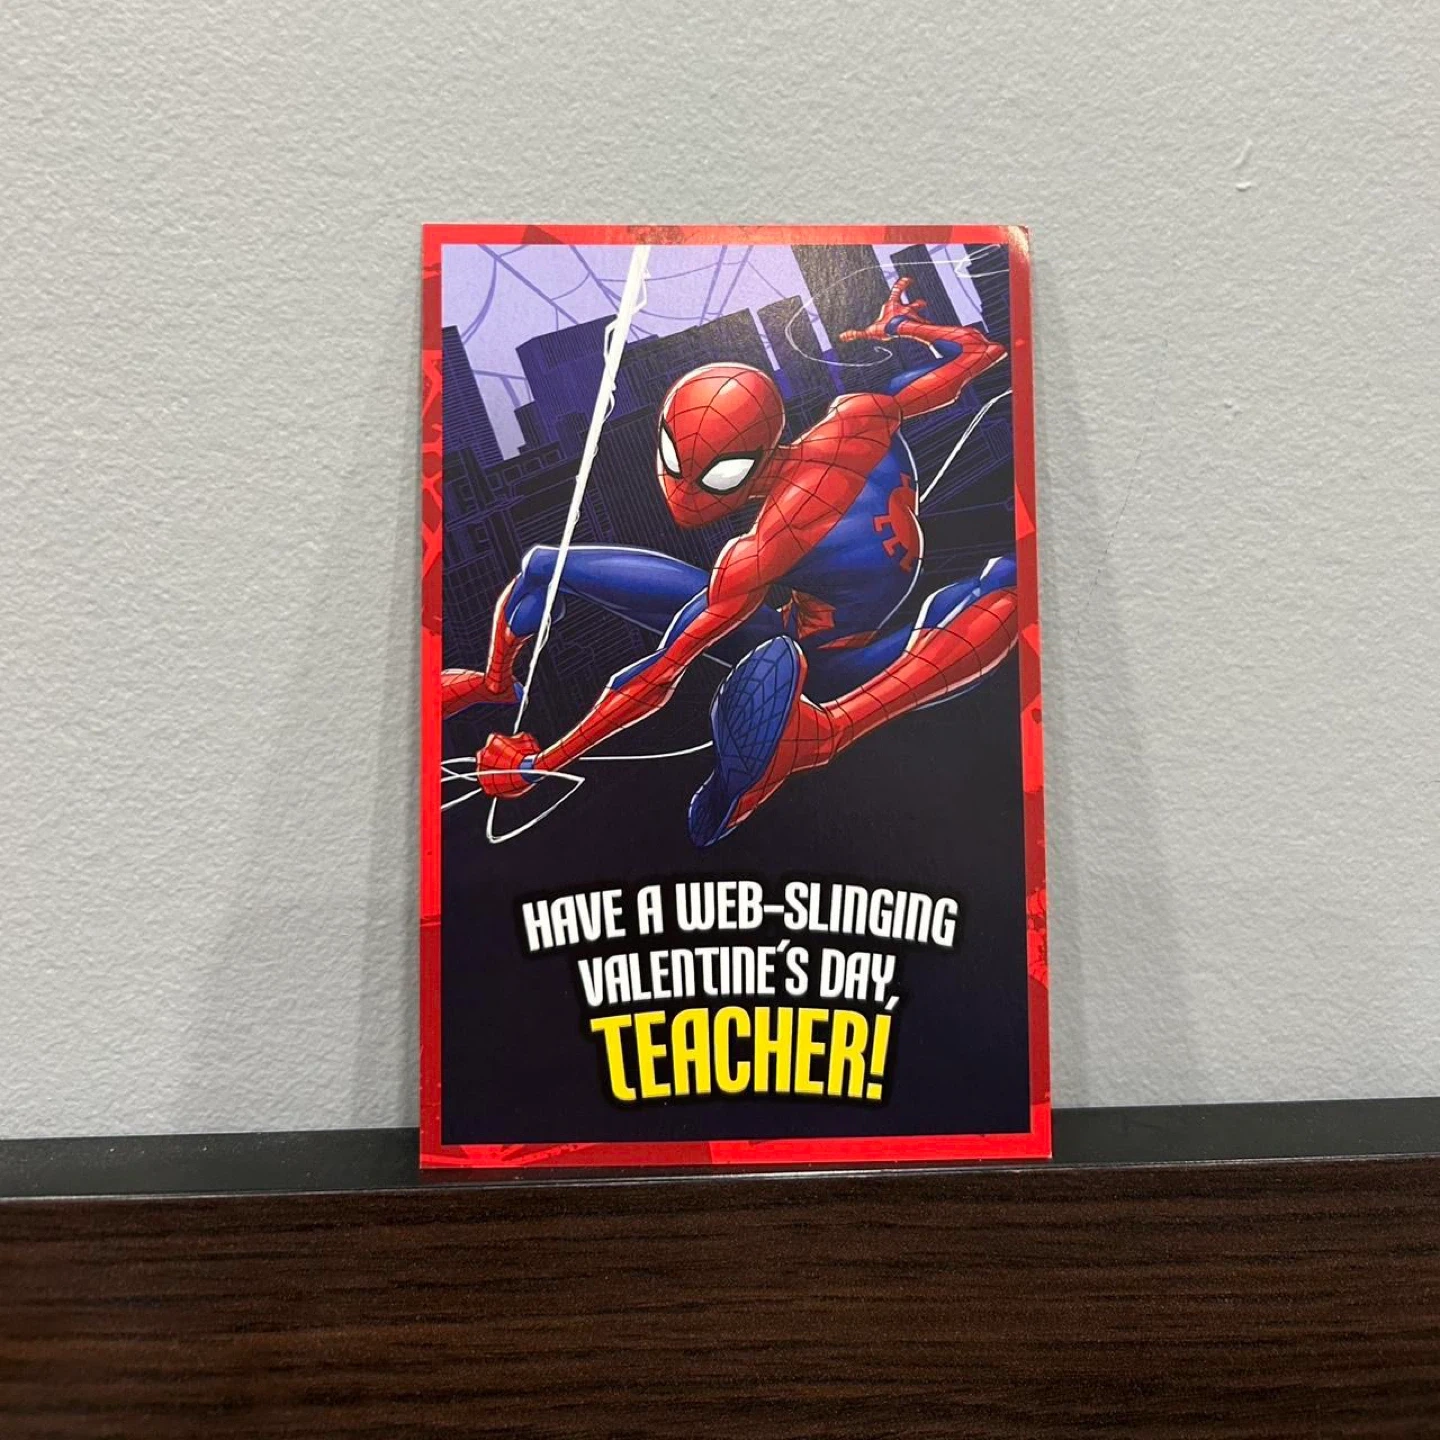 HAVE A WEB-SLINGING
VALENTINE'S DAY,
TEACHER!